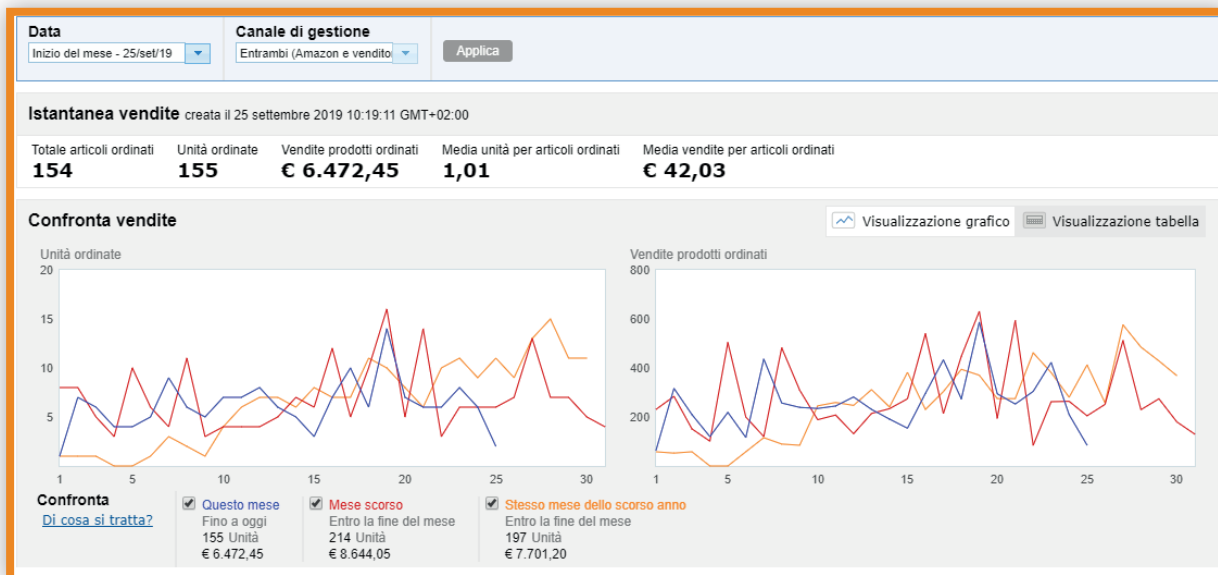 Data
Canale di gestione
Inizio del mese - 25/set/19
Entrambi (Amazon e vendito
Applica
Istantanea vendite creata il 25 settembre 2019 10:19:11 GMT+02:00
Totale articoli ordinati
Unità ordinate
Vendite prodotti ordinati
Media unità per articoli ordinati
Media vendite per articoli ordinati
154
155
€ 6.472,45
1,01
€ 42,03
Confronta vendite
Visualizzazione grafico
Visualizzazione tabella
Unità ordinate
20
15
10
5
1 5 10 15 20 25 30
Vendite prodotti ordinati
800
600
400
200
1 5 10 15 20 25 30
Confronta
Di cosa si tratta?
Questo mese
Fino a oggi
155 Unità
€ 6.472,45
Mese scorso
Entro la fine del mese
214 Unità
€ 8.644,05
Stesso mese dello scorso anno
Entro la fine del mese
197 Unità
€ 7.701,20